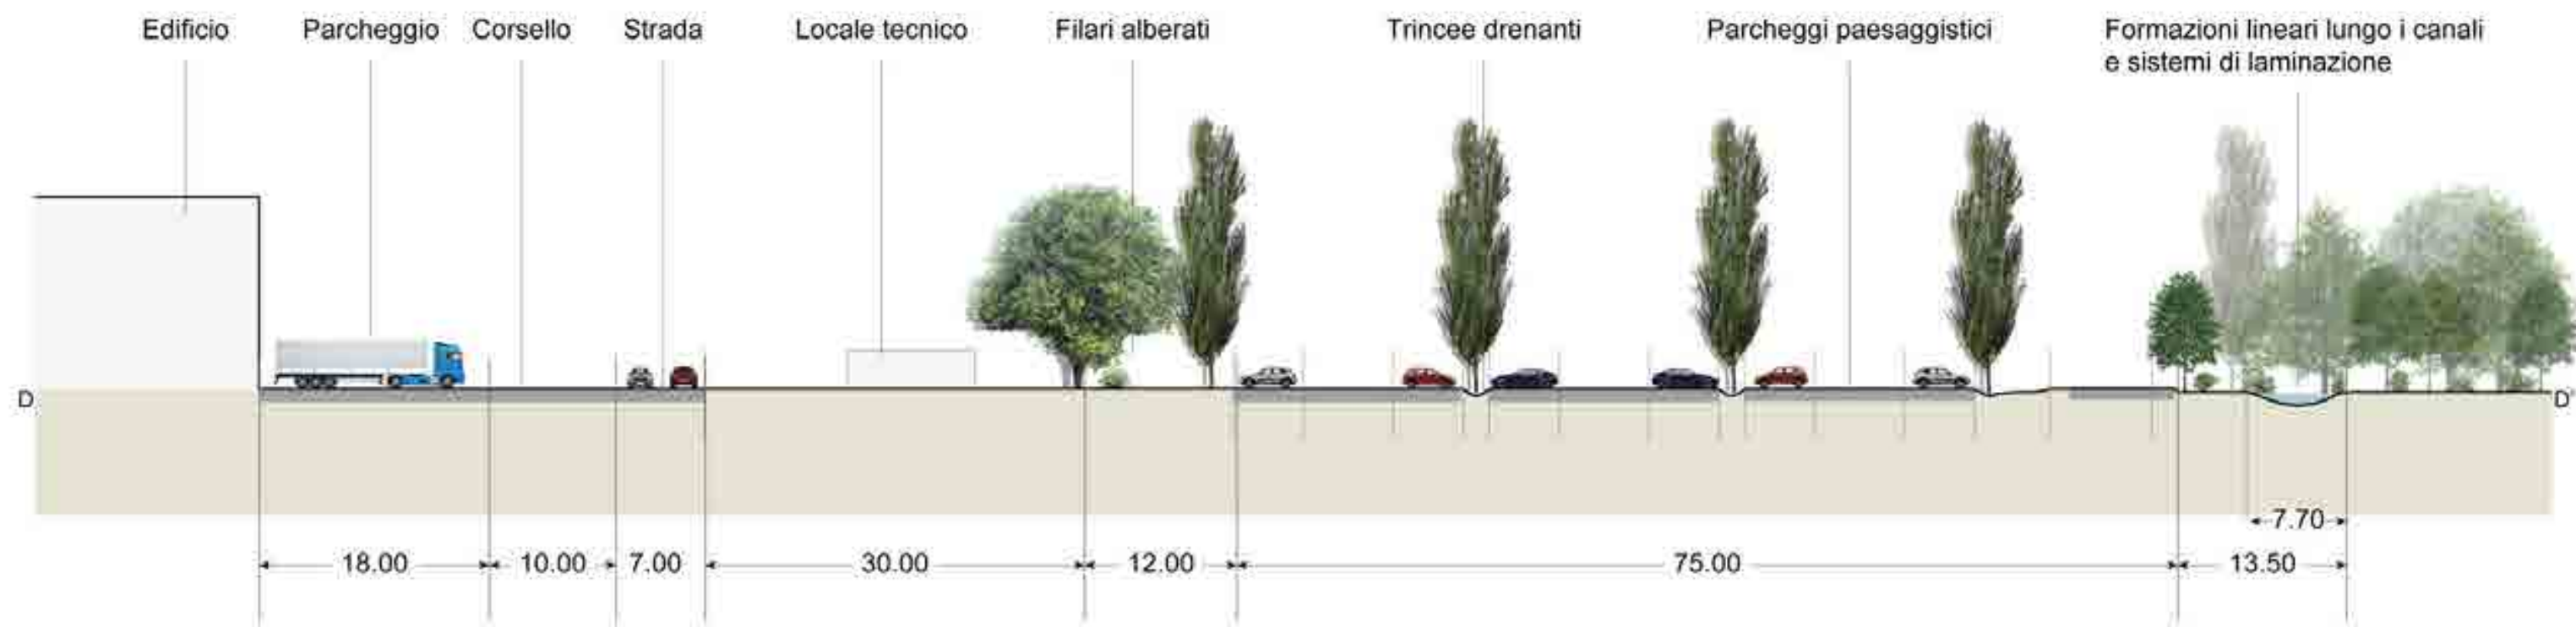 Edificio
Parcheggio
Corsello
Strada
Locale tecnico
Filari alberati
Trincee drenanti
Parcheggi paesaggistici
Formazioni lineari lungo i canali
e sistemi di laminazione
D
D'
7.70
18.00
10.00
7.00
30.00
12.00
75.00
13.50